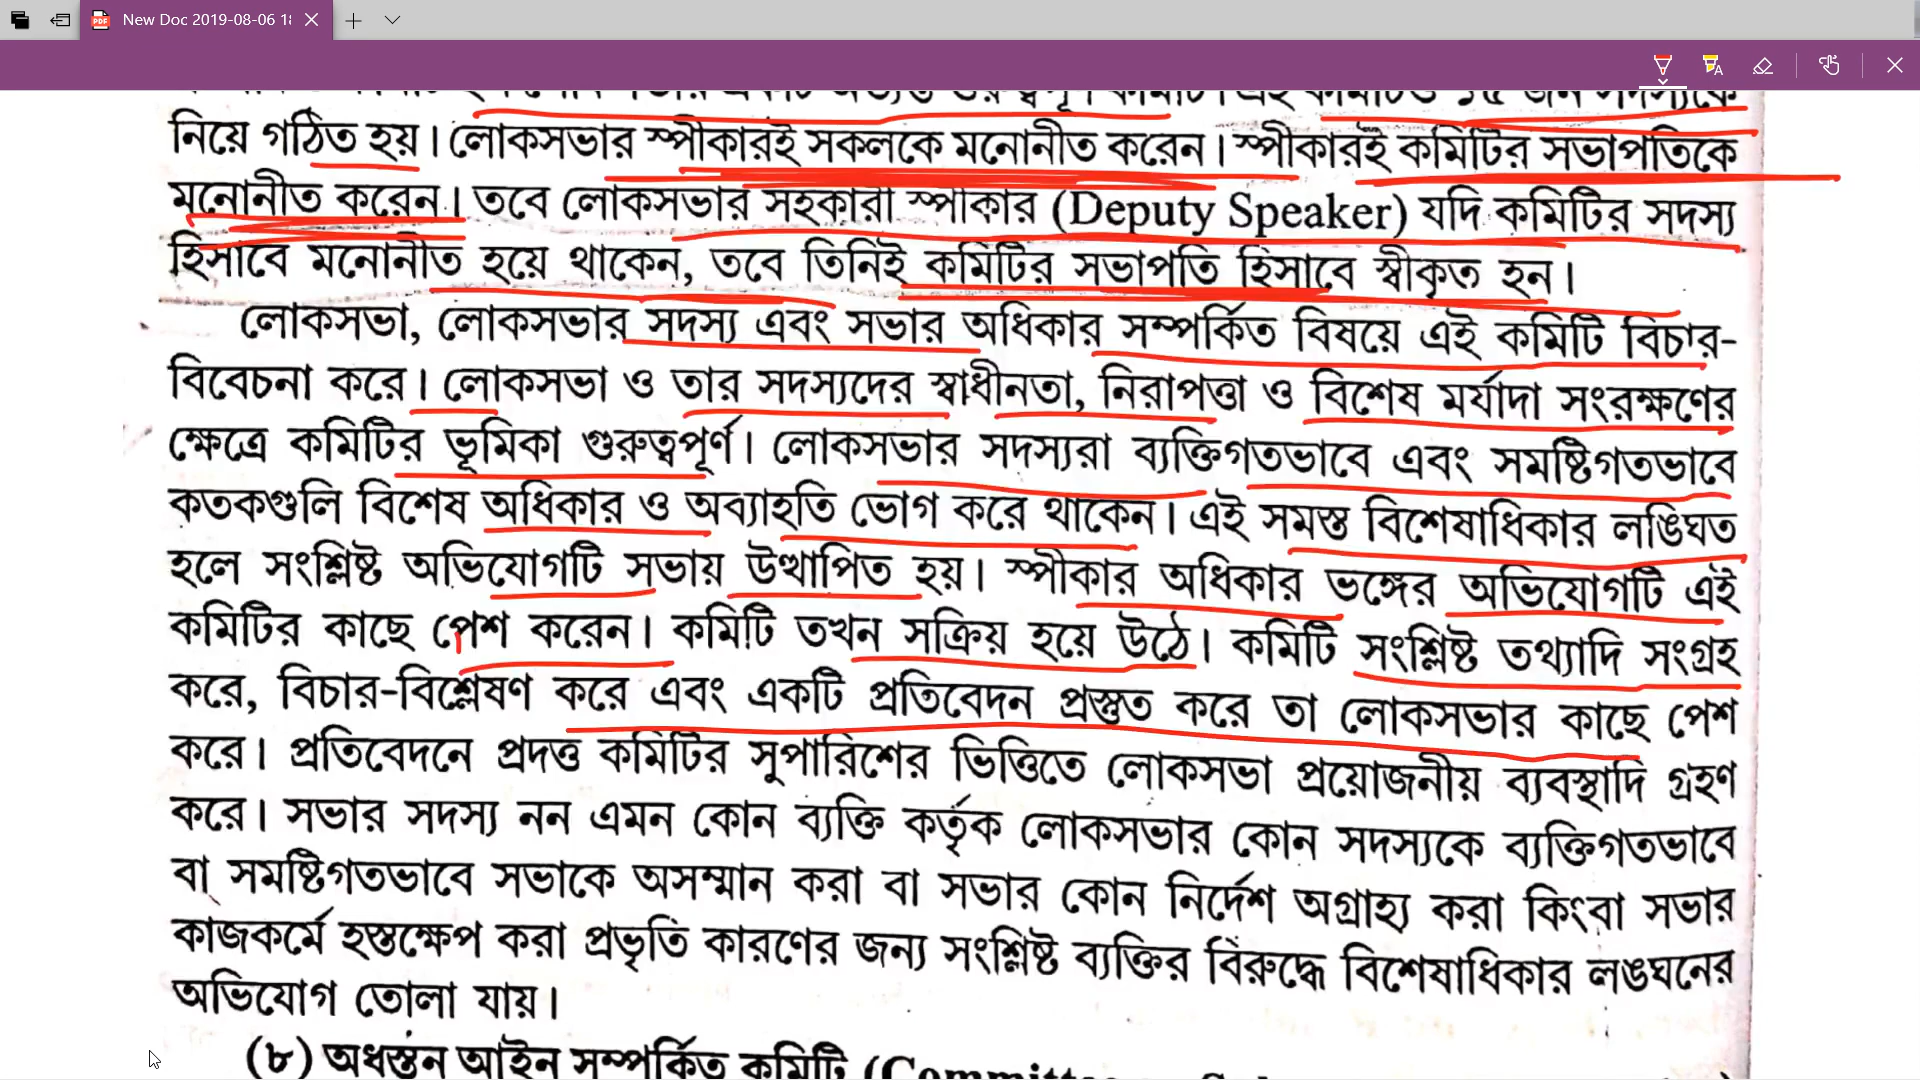 New Doc 2019-08-06 18
নিয়ে গঠিত হয়। লোকসভার স্পীকারই সকলকে মনোনীত করেন। স্পীকারই কমিটির সভাপতিকে
মনোনীত করেন। তবে লোকসভার সহকারী স্পীকার (Deputy Speaker) যদি কমিটির সদস্য
হিসাবে মনোনীত হয়ে থাকেন, তবে তিনিই কমিটির সভাপতি হিসাবে স্বীকৃত হন।
লোকসভা, লোকসভার সদস্য এবং সভার অধিকার সম্পর্কিত বিষয়ে এই কমিটি বিচার-
বিবেচনা করে। লোকসভা ও তার সদস্যদের স্বাধীনতা, নিরাপত্তা ও বিশেষ মর্যাদা সংরক্ষণের
ক্ষেত্রে কমিটির ভূমিকা গুরুত্বপূর্ণ। লোকসভার সদস্যরা ব্যক্তিগতভাবে এবং সমষ্টিগতভাবে
কতকগুলি বিশেষ অধিকার ও অব্যাহতি ভোগ করে থাকেন। এই সমস্ত বিশেষাধিকার লঙ্ঘিত
হলে সংশ্লিষ্ট অভিযোগটি সভায় উত্থাপিত হয়। স্পীকার অধিকার ভঙ্গের অভিযোগটি এই
কমিটির কাছে পেশ করেন। কমিটি তখন সক্রিয় হয়ে উঠে। কমিটি সংশ্লিষ্ট তথ্যাদি সংগ্রহ
করে, বিচার-বিশ্লেষণ করে এবং একটি প্রতিবেদন প্রস্তুত করে তা লোকসভার কাছে পেশ
করে। প্রতিবেদনে প্রদত্ত কমিটির সুপারিশের ভিত্তিতে লোকসভা প্রয়োজনীয় ব্যবস্থাদি গ্রহণ
করে। সভার সদস্য নন এমন কোন ব্যক্তি কর্তৃক লোকসভার কোন সদস্যকে ব্যক্তিগতভাবে
বা সমষ্টিগতভাবে সভাকে অসম্মান করা বা সভার কোন নির্দেশ অগ্রাহ্য করা কিংবা সভার
কাজকর্মে হস্তক্ষেপ করা প্রভৃতি কারণের জন্য সংশ্লিষ্ট ব্যক্তির বিরুদ্ধে বিশেষাধিকার লঙঘনের
অভিযোগ তোলা যায়।
(৮) অধস্তন আইন সম্পর্কিত কমিটি (Committee